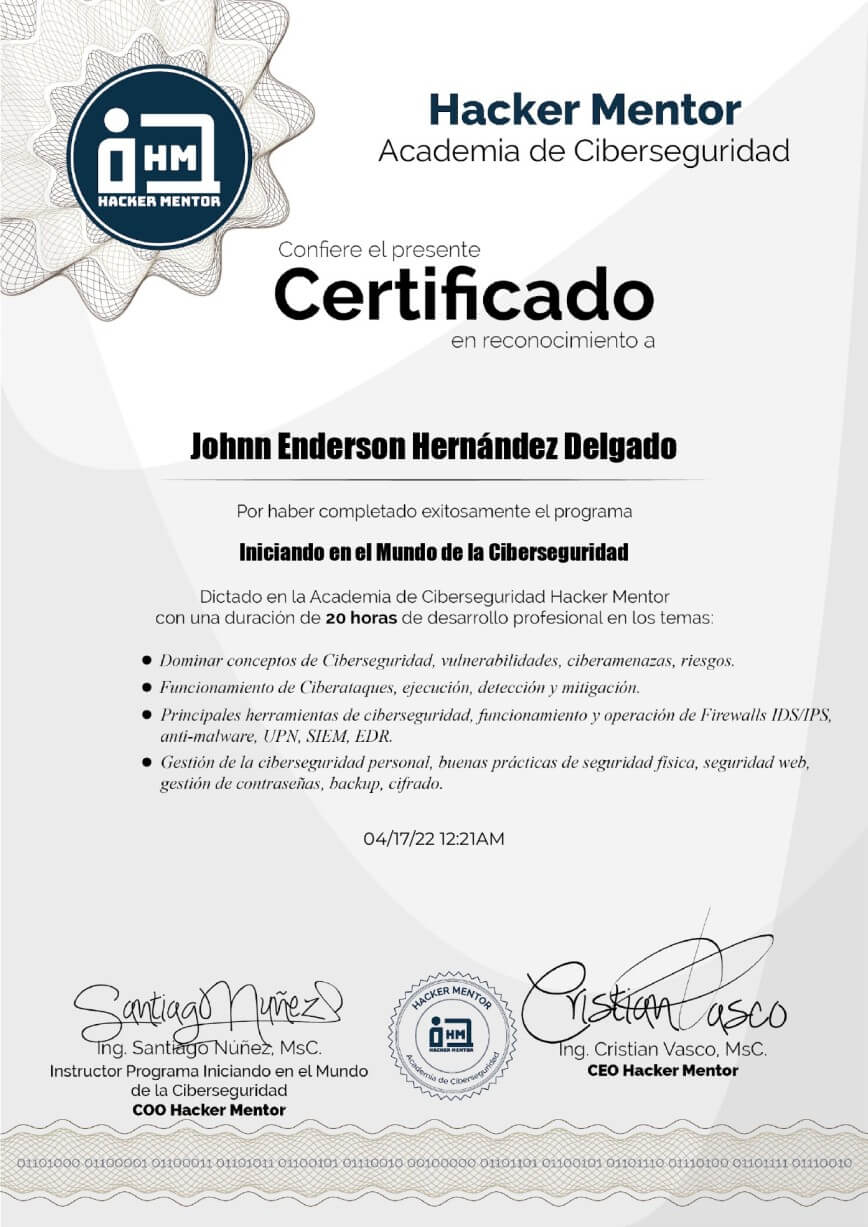 HM
HACKER MENTOR
Hacker Mentor
Academia de Ciberseguridad
Confiere el presente
Certificado
en reconocimiento a
Johnn Enderson Hernández Delgado
Por haber completado exitosamente el programa
Iniciando en el Mundo de la Ciberseguridad
Dictado en la Academia de Ciberseguridad Hacker Mentor
con una duración de 20 horas de desarrollo profesional en los temas:
● Dominar conceptos de Ciberseguridad, vulnerabilidades, ciberamenazas, riesgos.
● Funcionamiento de Ciberataques, ejecución, detección y mitigación.
● Principales herramientas de ciberseguridad, funcionamiento y operación de Firewalls IDS/IPS,
anti-malware, UPN, SIEM, EDR.
● Gestión de la ciberseguridad personal, buenas prácticas de seguridad física, seguridad web,
gestión de contraseñas, backup, cifrado.
04/17/22 12:21AM
Santiago Nuñez
Ing. Santiago Núñez, MsC.
Instructor Programa Iniciando en el Mundo
de la Ciberseguridad
COO Hacker Mentor
HACKER MENTOR
HM
HACKER MENTOR
Academia de Ciberseguridad
Cristian Vasco
Ing. Cristian Vasco, MsC.
CEO Hacker Mentor
01101000 01100001 01100011 01101011 01100101 01110010 00100000 01101101 01100101 01101110 01110100 01101111 01110010